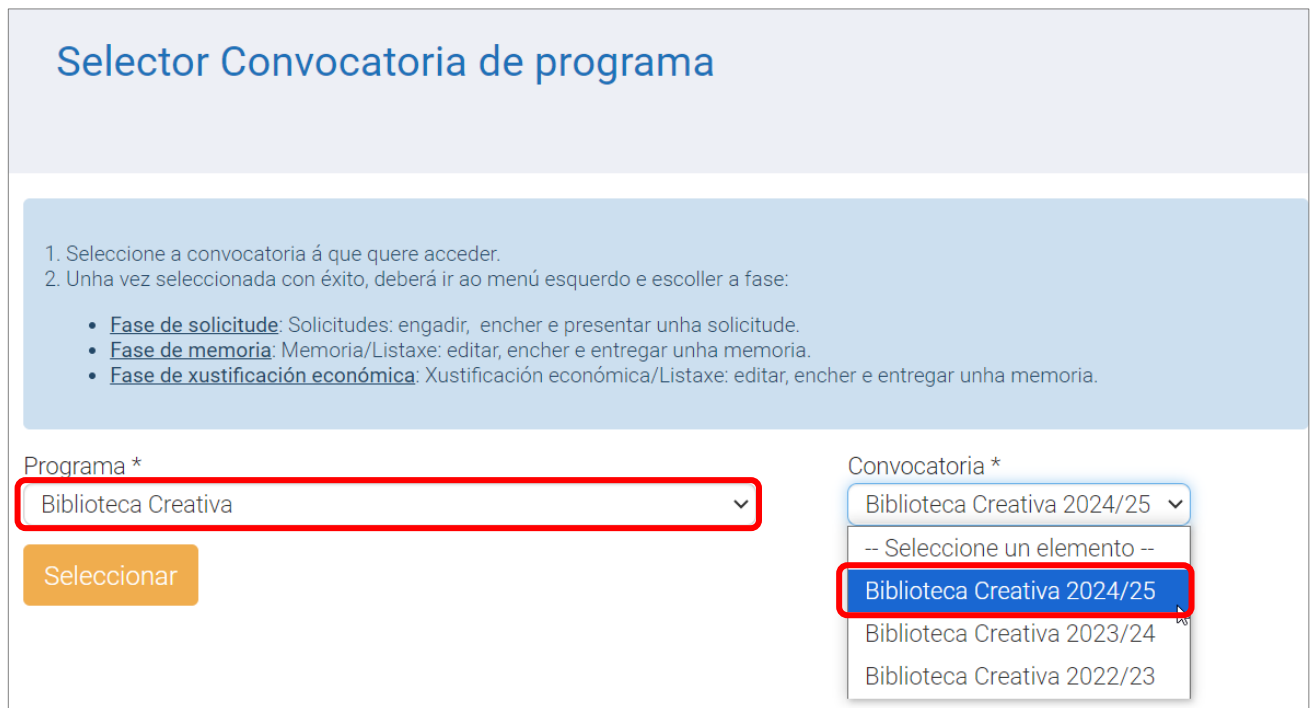 Selector Convocatoria de programa
1. Seleccione a convocatoria á que quere acceder.
2. Unha vez seleccionada con éxito, deberá ir ao menú esquerdo e escoller a fase:
• Fase de solicitude: Solicitudes: engadir, encher e presentar unha solicitude.
• Fase de memoria: Memoria/Listaxe: editar, encher e entregar unha memoria.
• Fase de xustificación económica: Xustificación económica/Listaxe: editar, encher e entregar unha memoria.
Programa *
Biblioteca Creativa
Seleccionar
Convocatoria *
Biblioteca Creativa 2024/25
-- Seleccione un elemento --
Biblioteca Creativa 2024/25
Biblioteca Creativa 2023/24
Biblioteca Creativa 2022/23